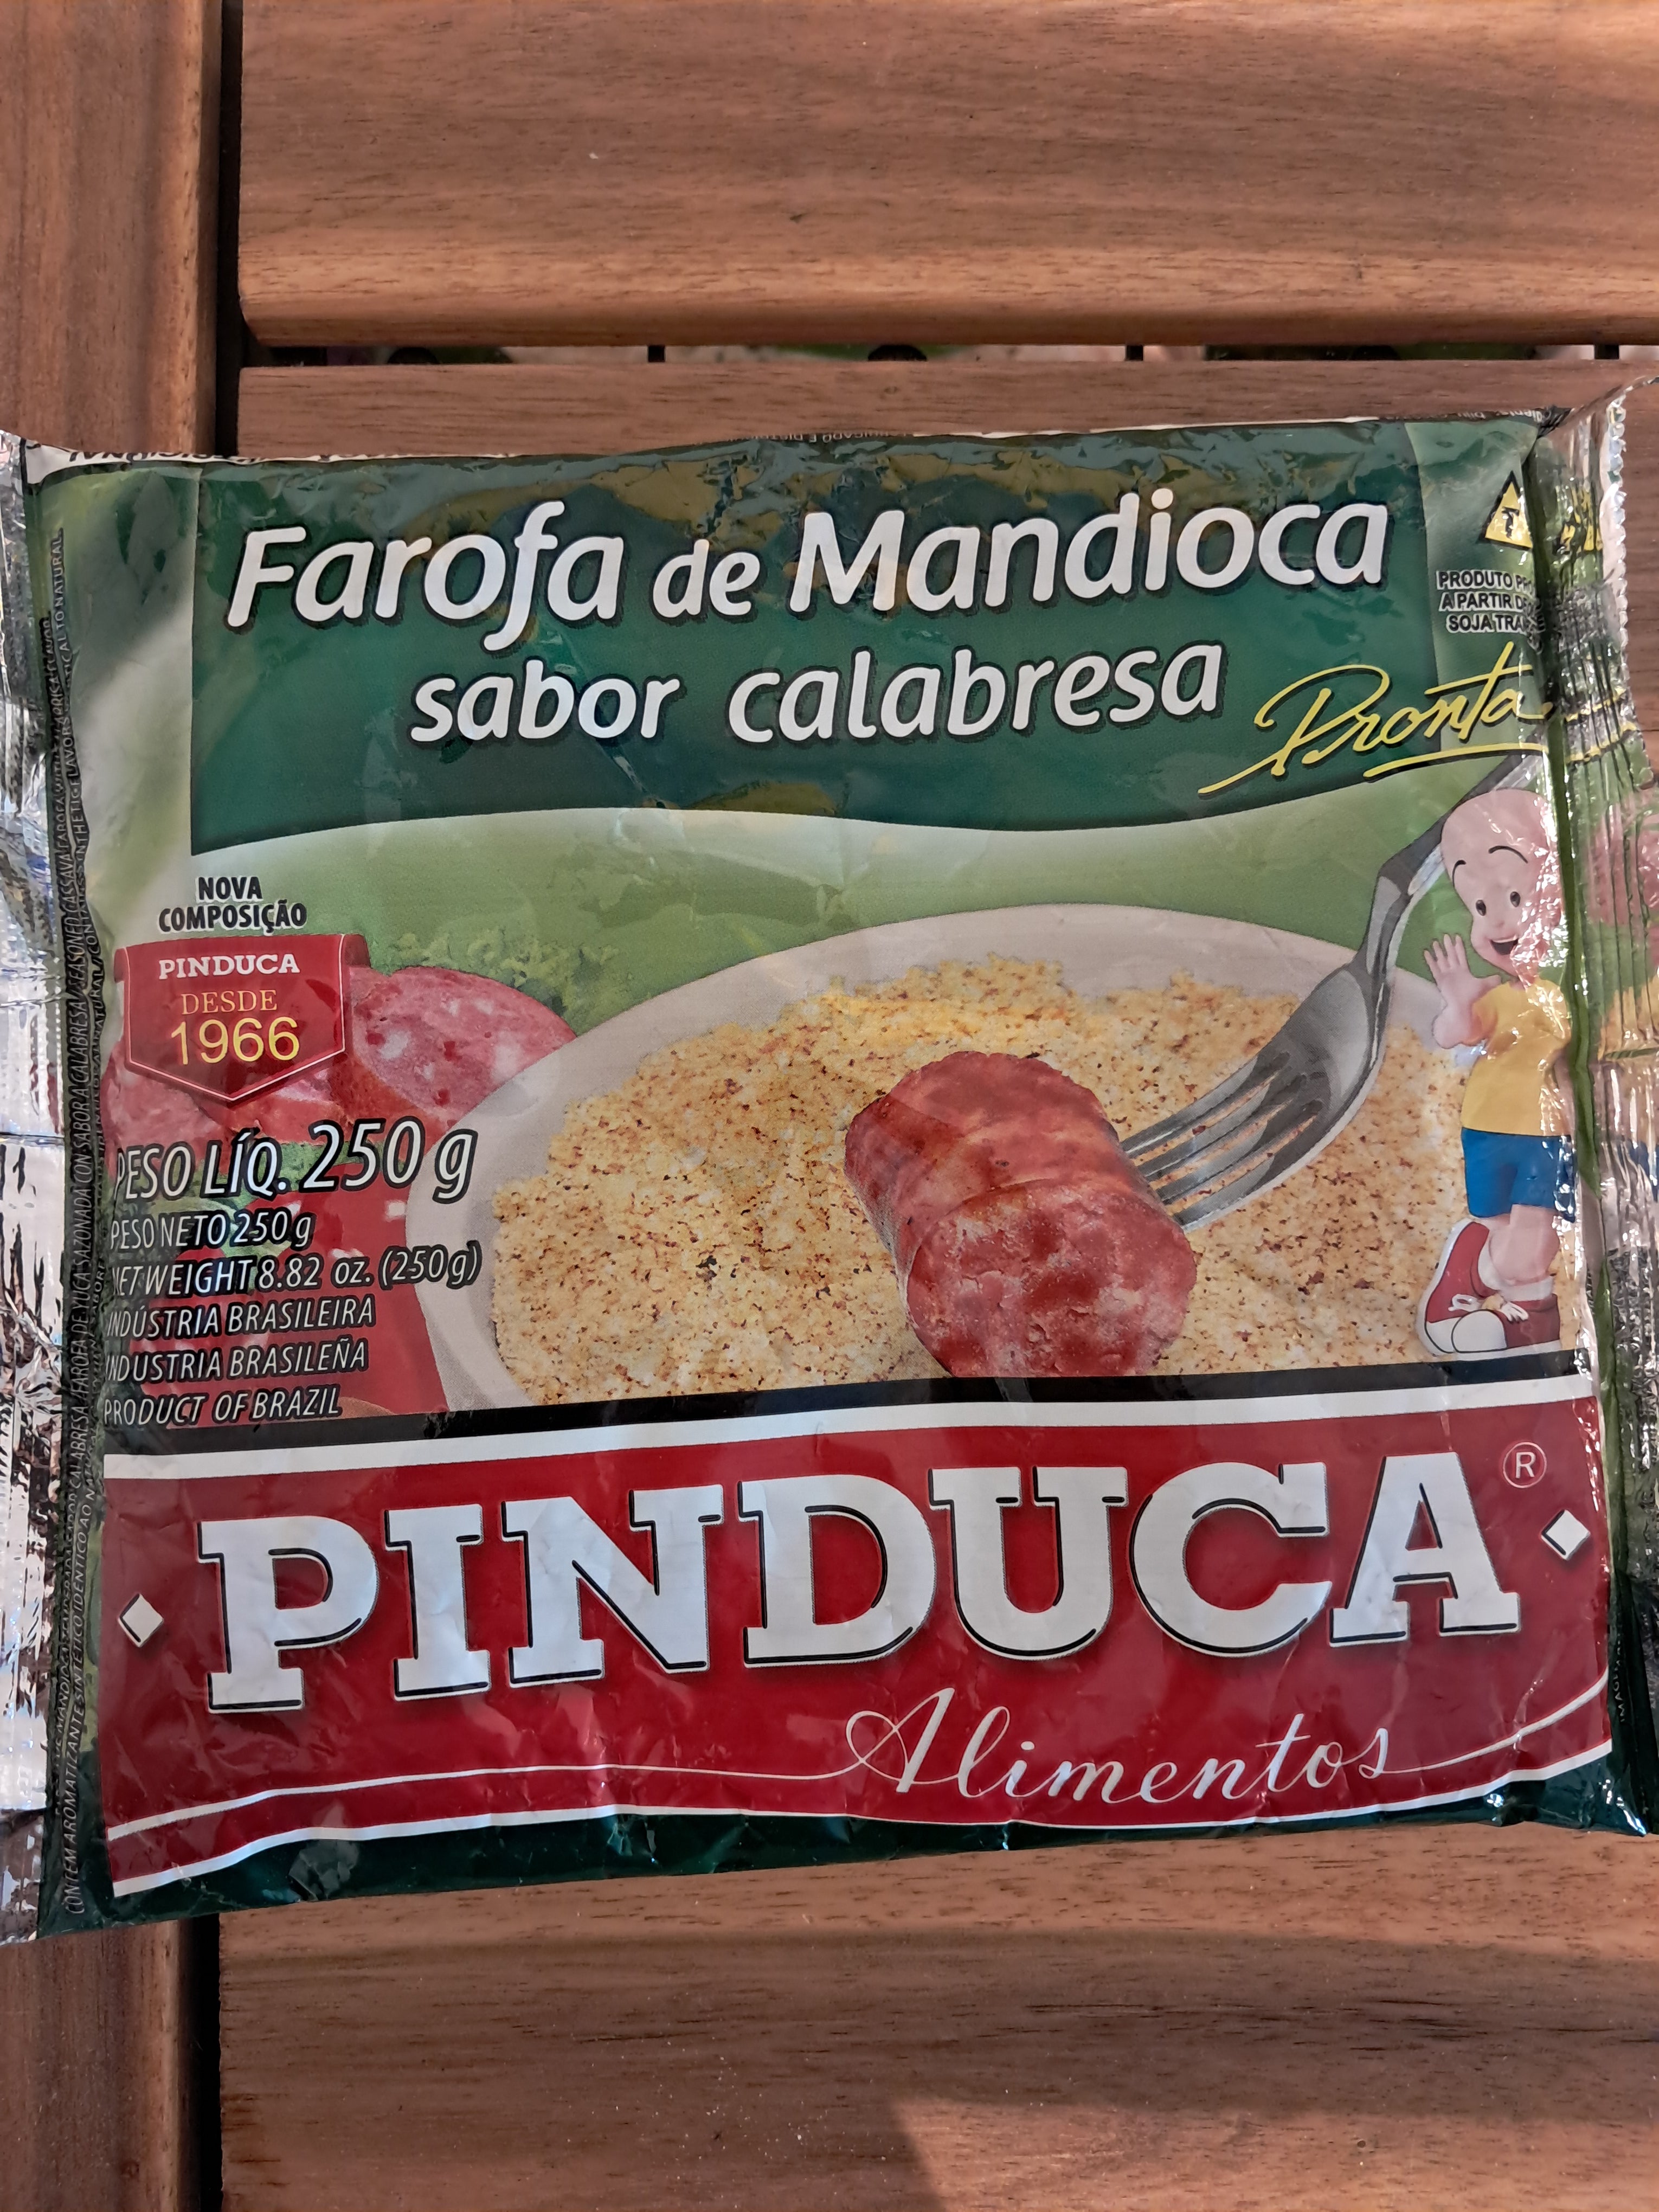 Farofa de Mandioca
sabor calabresa
Pronta
T
PRODUTO
A PARTIR
SOJA
NOVA
COMPOSIÇÃO
PINDUCA
DESDE
1966
PESO LÍQ. 250 g
PESO NETO 250 g
NET WEIGHT 8.82 oz. (250 g)
INDÚSTRIA BRASILEIRA
INDUSTRIA BRASILEÑA
PRODUCT OF BRAZIL
PINDUCA®
Alimentos